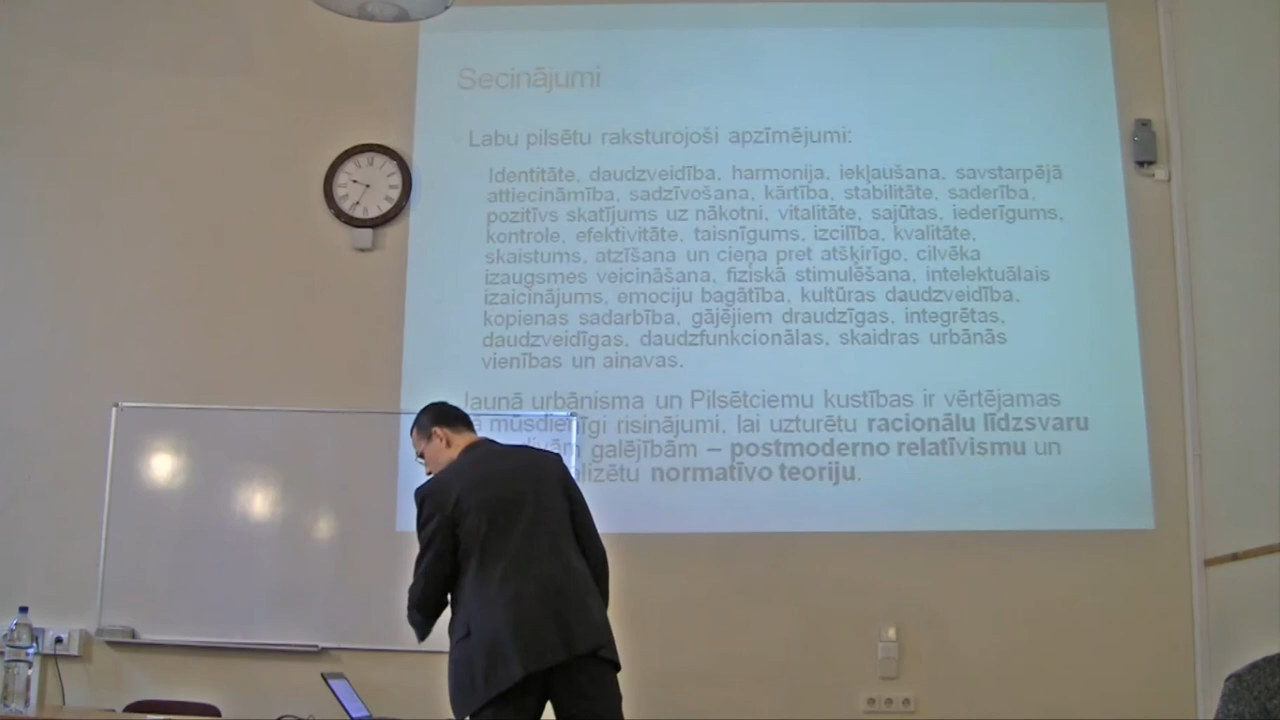 Secinājumi
Labu pilsētu raksturojoši apzīmējumi:
Identitāte, daudzveidība, harmonija, iekļaušana, savstarpējā
attiecināmība, sadzīvošana, kārtība, stabilitāte, saderība,
pozitīvs skatījums uz nākotni, vitalitāte, sajūtas, iederīgums,
kontrole, efektivitāte, taisnīgums, izcilība, kvalitāte,
skaistums, atzīšana un cieņa pret atšķirīgo, cilvēka
izaugsmes veicināšana, fiziskā stimulēšana, intelektuālais
izaicinājums, emociju bagātība, kultūras daudzveidība,
kopienas sadarbība, gājējiem draudzīgas, integrētas,
daudzveidīgas, daudzfunkcionālas, skaidras urbānās
vienības un ainavas.
Jaunā urbānisma un Pilsētciemu kustības ir vērtējamas
risinājumi, lai uzturētu racionālu līdzsvaru
galējībām – postmoderno relatīvismu un
normatīvo teoriju.